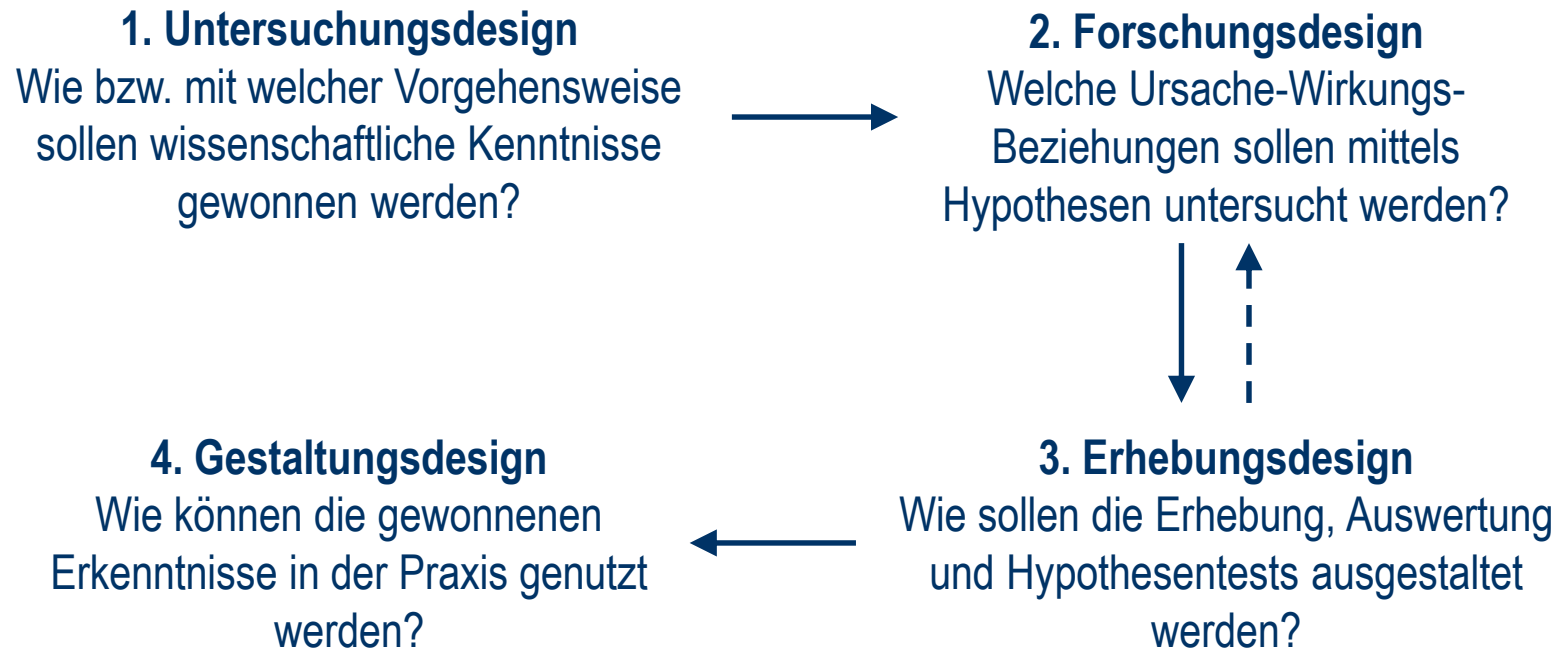 1. Untersuchungsdesign
Wie bzw. mit welcher Vorgehensweise
sollen wissenschaftliche Kenntnisse
gewonnen werden?
2. Forschungsdesign
Welche Ursache-Wirkungs-
Beziehungen sollen mittels
Hypothesen untersucht werden?
3. Erhebungsdesign
Wie sollen die Erhebung, Auswertung
und Hypothesentests ausgestaltet
werden?
4. Gestaltungsdesign
Wie können die gewonnenen
Erkenntnisse in der Praxis genutzt
werden?